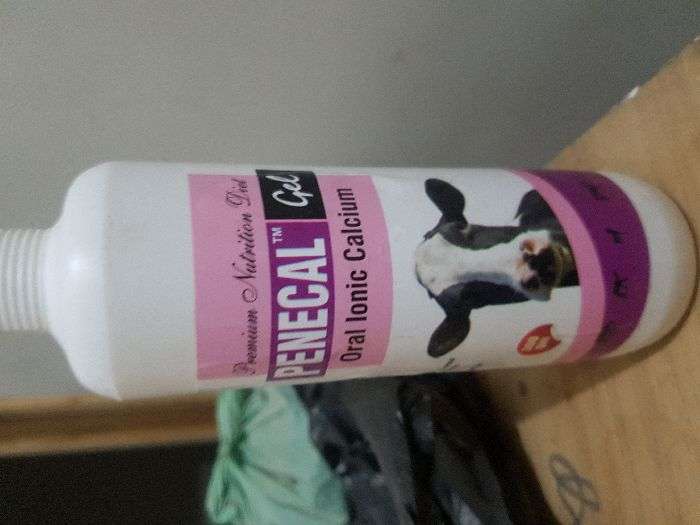 Premium Nutrition Diet
PENECAL™ Gel
Oral Ionic Calcium